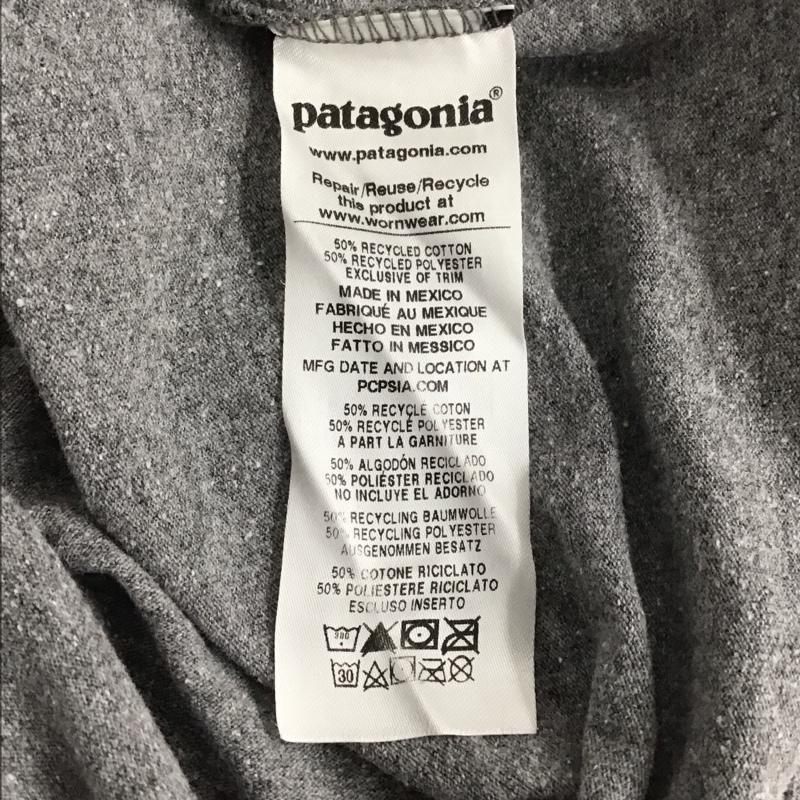 patagonia®
www.patagonia.com
Repair/Reuse/Recycle
this product at
www.wornwear.com
50% RECYCLED COTTON
50% RECYCLED POLYESTER
EXCLUSIVE OF TRIM
MADE IN MEXICO
FABRIQUÉ AU MEXIQUE
HECHO EN MEXICO
FATTO IN MESSICO
MFG DATE AND LOCATION AT
PCPSIA.COM
50% RECYCLÉ COTON
50% RECYCLÉ POLYESTER
A PART LA GARNITURE
50% ALGODÓN RECICLADO
50% POLIÉSTER RECICLADO
NO INCLUYE EL ADORNO
50% RECYCLING BAUMWOLLE
50% RECYCLING POLYESTER
AUSGENOMMEN BESATZ
50% COTONE RICICLATO
50% POLIESTERE RICICLATO
ESCLUSO INSERTO
30